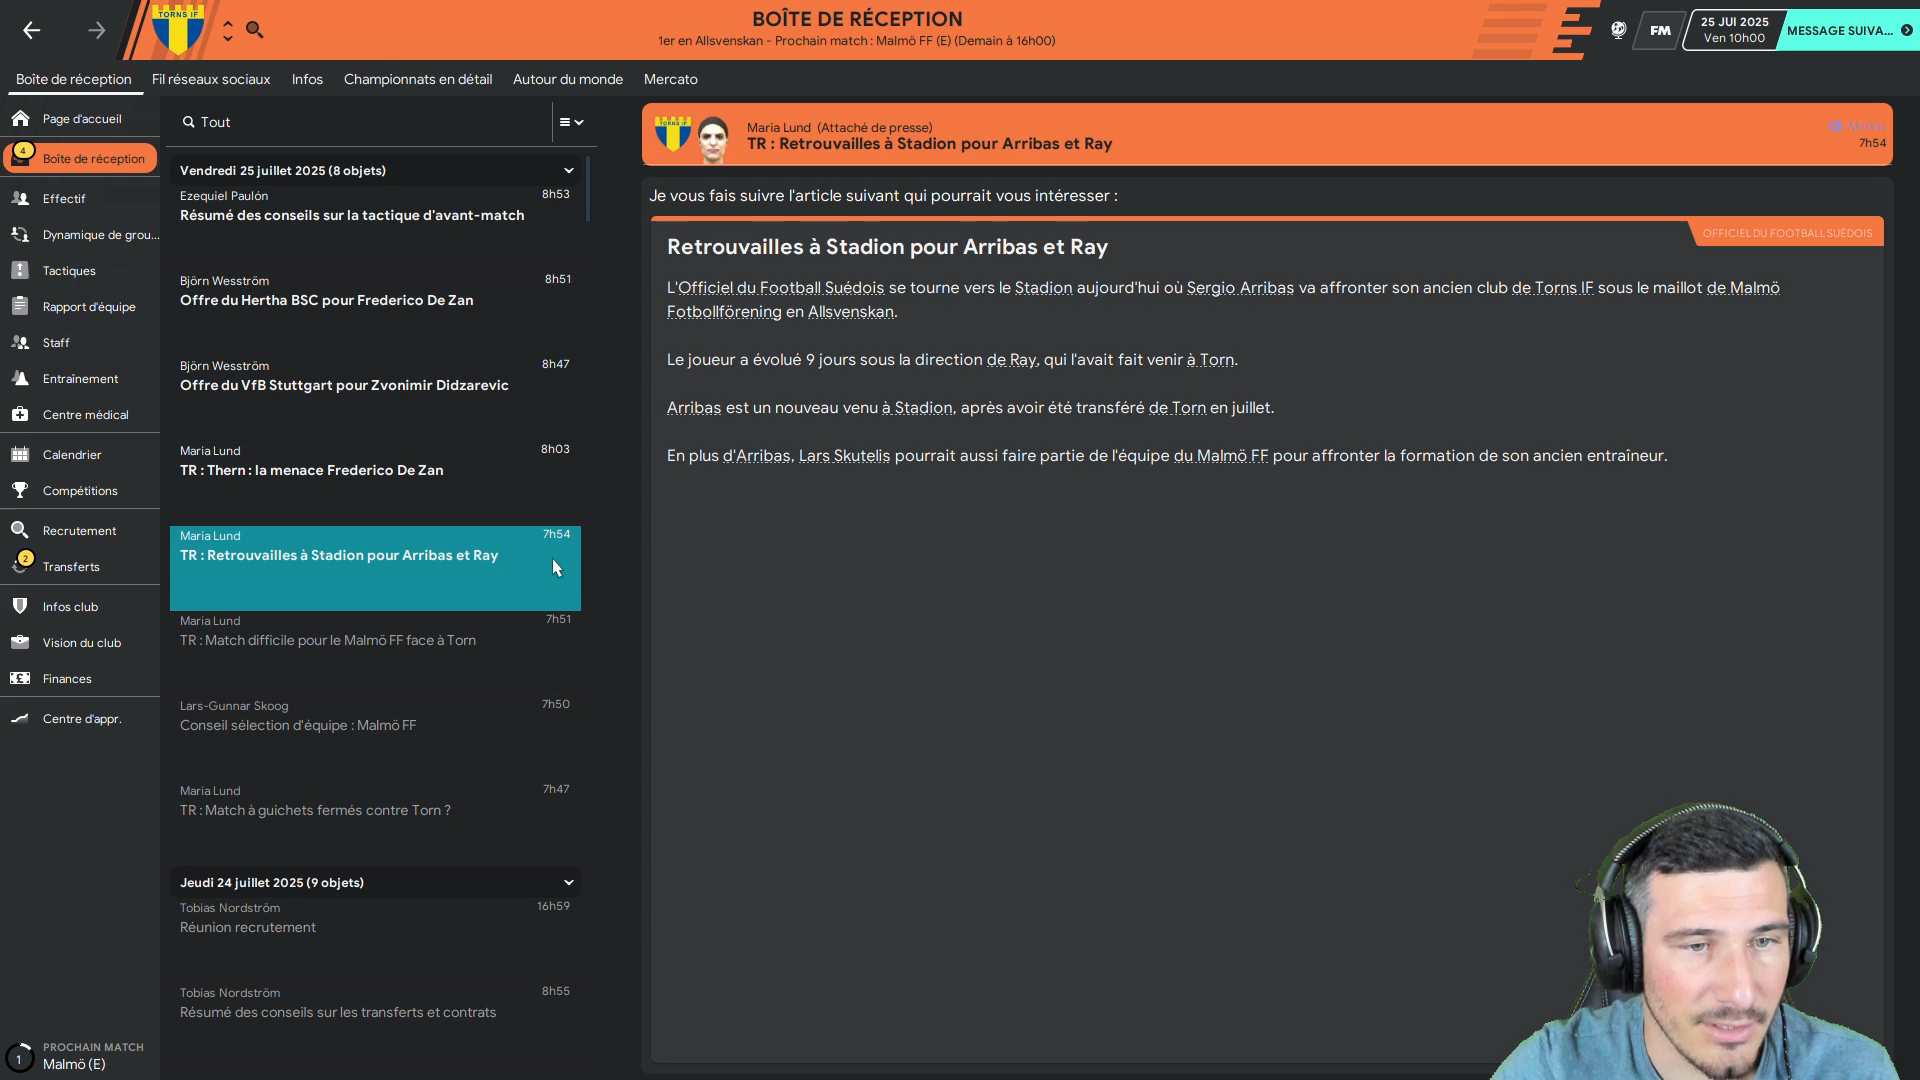 TORNS IF
BOÎTE DE RÉCEPTION
1er en Allsvenskan - Prochain match : Malmö FF (E) (Demain à 16h00)
FM
25 JUI 2025
Ven 10h00
MESSAGE SUIVA...
Boîte de réception
Fil réseaux sociaux
Infos
Championnats en détail
Autour du monde
Mercato
Page d'accueil
4
Boîte de réception
Effectif
Dynamique de grou...
Tactiques
Rapport d'équipe
Staff
Entraînement
Centre médical
Calendrier
Compétitions
Recrutement
2
Transferts
Infos club
Vision du club
Finances
Centre d'appr.
1
PROCHAIN MATCH
Malmö (E)
Tout
Vendredi 25 juillet 2025 (8 objets)
Ezequiel Paulón
8h53
Résumé des conseils sur la tactique d'avant-match
Björn Wesström
8h51
Offre du Hertha BSC pour Frederico De Zan
Björn Wesström
8h47
Offre du VfB Stuttgart pour Zvonimir Didzarevic
Maria Lund
8h03
TR : Thern : la menace Frederico De Zan
Maria Lund
7h54
TR : Retrouvailles à Stadion pour Arribas et Ray
Maria Lund
7h51
TR : Match difficile pour le Malmö FF face à Torn
Lars-Gunnar Skoog
7h50
Conseil sélection d'équipe : Malmö FF
Maria Lund
7h47
TR : Match à guichets fermés contre Torn ?
Jeudi 24 juillet 2025 (9 objets)
Tobias Nordström
16h59
Réunion recrutement
Tobias Nordström
8h55
Résumé des conseils sur les transferts et contrats
TORNS IF
Maria Lund (Attaché de presse)
TR : Retrouvailles à Stadion pour Arribas et Ray
7h54
Je vous fais suivre l'article suivant qui pourrait vous intéresser :
OFFICIEL DU FOOTBALL SUÉDOIS
Retrouvailles à Stadion pour Arribas et Ray
L'Officiel du Football Suédois se tourne vers le Stadion aujourd'hui où Sergio Arribas va affronter son ancien club de Torns IF sous le maillot de Malmö
Fotbollförening en Allsvenskan.
Le joueur a évolué 9 jours sous la direction de Ray, qui l'avait fait venir à Torn.
Arribas est un nouveau venu à Stadion, après avoir été transféré de Torn en juillet.
En plus d'Arribas, Lars Skutelis pourrait aussi faire partie de l'équipe du Malmö FF pour affronter la formation de son ancien entraîneur.